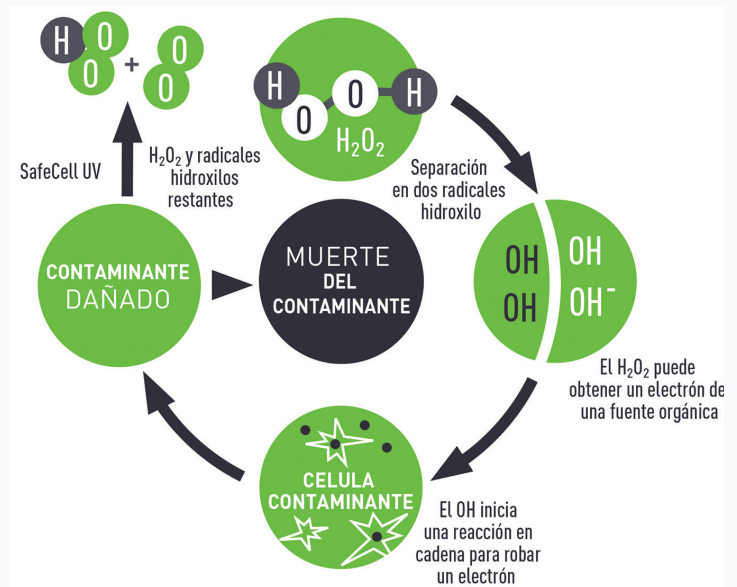 H O
O + O
O
H O O H
H₂O₂
Separación
en dos radicales
hidroxilo
OH OH
OH OH⁻
El H₂O₂ puede
obtener un electrón de
una fuente orgánica
El OH inicia
una reacción en
cadena para robar
un electrón
CELULA
CONTAMINANTE
CONTAMINANTE
DAÑADO
SafeCell UV
H₂O₂ y radicales
hidroxilos
restantes
MUERTE
DEL
CONTAMINANTE